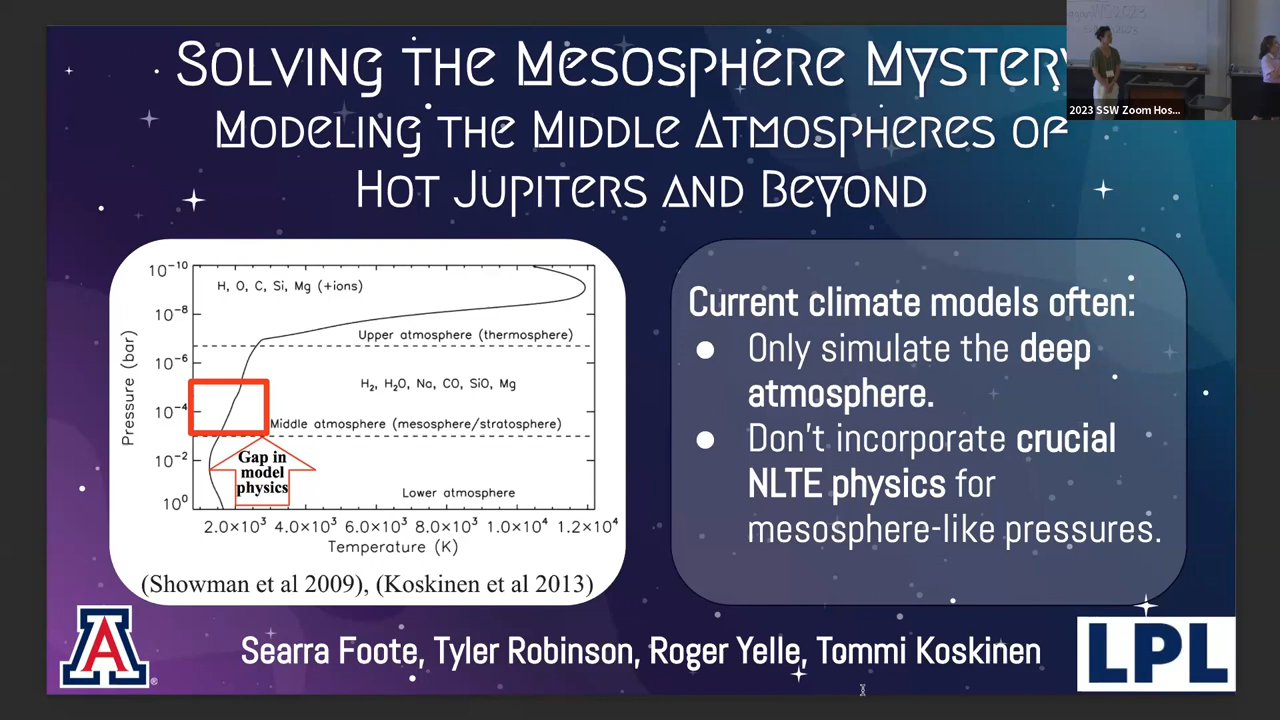 SOLVING THE MESOSPHERE MYSTERY
MODELING THE MIDDLE ATMOSPHERES OF
HOT JUPITERS AND BEYOND
2023 SSW Zoom Hos...
10⁻¹⁰
10⁻⁸
10⁻⁶
10⁻⁴
10⁻²
10⁰
Pressure (bar)
H, O, C, Si, Mg (+ions)
Upper atmosphere (thermosphere)
H₂, H₂O, Na, CO, SiO, Mg
Middle atmosphere (mesosphere/stratosphere)
Gap in
model
physics
Lower atmosphere
2.0×10³ 4.0×10³ 6.0×10³ 8.0×10³ 1.0×10⁴ 1.2×10⁴
Temperature (K)
(Showman et al 2009), (Koskinen et al 2013)
Current climate models often:
● Only simulate the deep
atmosphere.
● Don't incorporate crucial
NLTE physics for
mesosphere-like pressures.
A
Searra Foote, Tyler Robinson, Roger Yelle, Tommi Koskinen
LPL